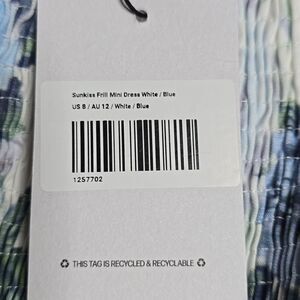 Sunkiss Frill Mini Dress White / Blue
US 8 / AU 12 / White / Blue
1257702
♻ THIS TAG IS RECYCLED & RECYCLABLE ♻